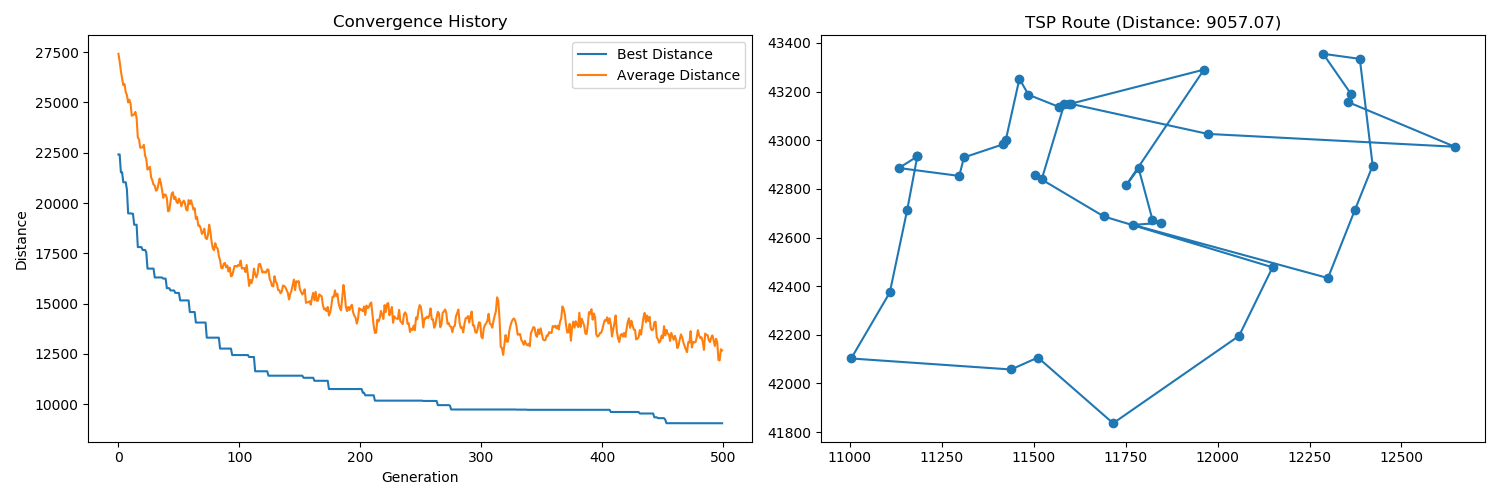 Convergence History
27500
25000
22500
20000
17500
15000
12500
10000
Distance
Best Distance
Average Distance
0 100 200 300 400 500
Generation
TSP Route (Distance: 9057.07)
43400
43200
43000
42800
42600
42400
42200
42000
41800
11000 11250 11500 11750 12000 12250 12500